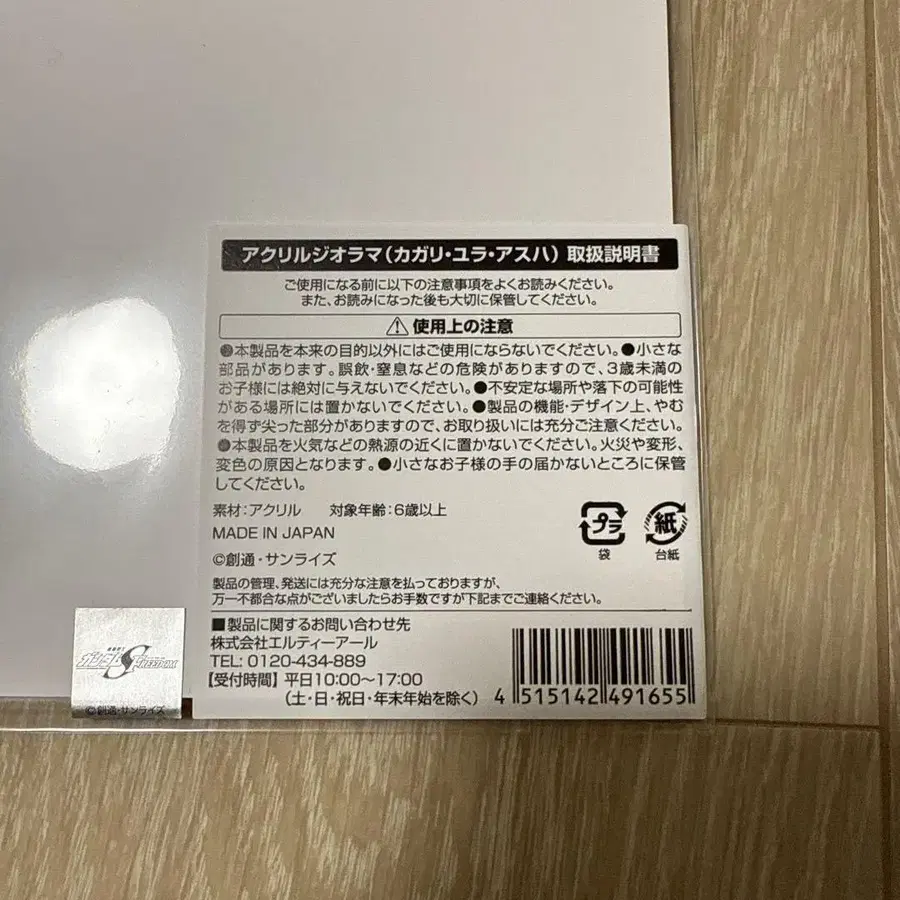 アクリルジオラマ(カガリ・ユラ・アスハ)取扱説明書
ご使用になる前に以下の注意事項をよくお読みください。
また、お読みになった後も大切に保管してください。
使用上の注意
●本製品を本来の目的以外にはご使用にならないでください。●小さな
部品があります。誤飲・窒息などの危険がありますので、3歳未満の
お子様には絶対に与えないでください。●不安定な場所や落下の可能性
がある場所には置かないでください。●製品の機能・デザイン上、やむ
を得ず尖った部分がありますので、お取り扱いには充分ご注意ください。
●本製品を火気などの熱源の近くに置かないでください。火災や変形、
変色の原因となります。●小さなお子様の手の届かないところに保管
してください。
素材:アクリル 対象年齢:6歳以上
MADE IN JAPAN
©創通・サンライズ
プラ
袋
紙
台紙
製品の管理、発送には充分な注意を払っておりますが、
万一不都合な点がございましたらお手数ですが下記までご連絡ください。
■製品に関するお問い合わせ先
株式会社エルティーアール
TEL: 0120-434-889
【受付時間】平日10:00~17:00
(土・日・祝日・年末年始を除く)
4 515142 491655
機動戦士
ガンダムSEED FREEDOM
©創通・サンライズ